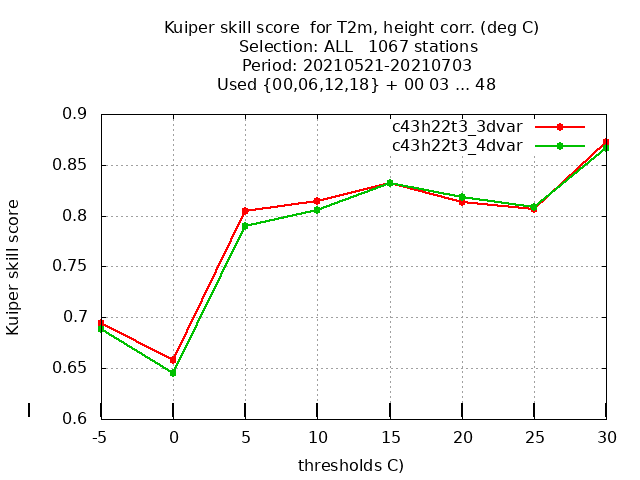 Kuiper skill score  for T2m, height corr. (deg C)
Selection: ALL   1067 stations
Period: 20210521-20210703
Used {00,06,12,18} + 00 03 ... 48
c43h22t3_3dvar
c43h22t3_4dvar
0.9
0.85
0.8
0.75
0.7
0.65
0.6
Kuiper skill score
-5 0 5 10 15 20 25 30
thresholds C)